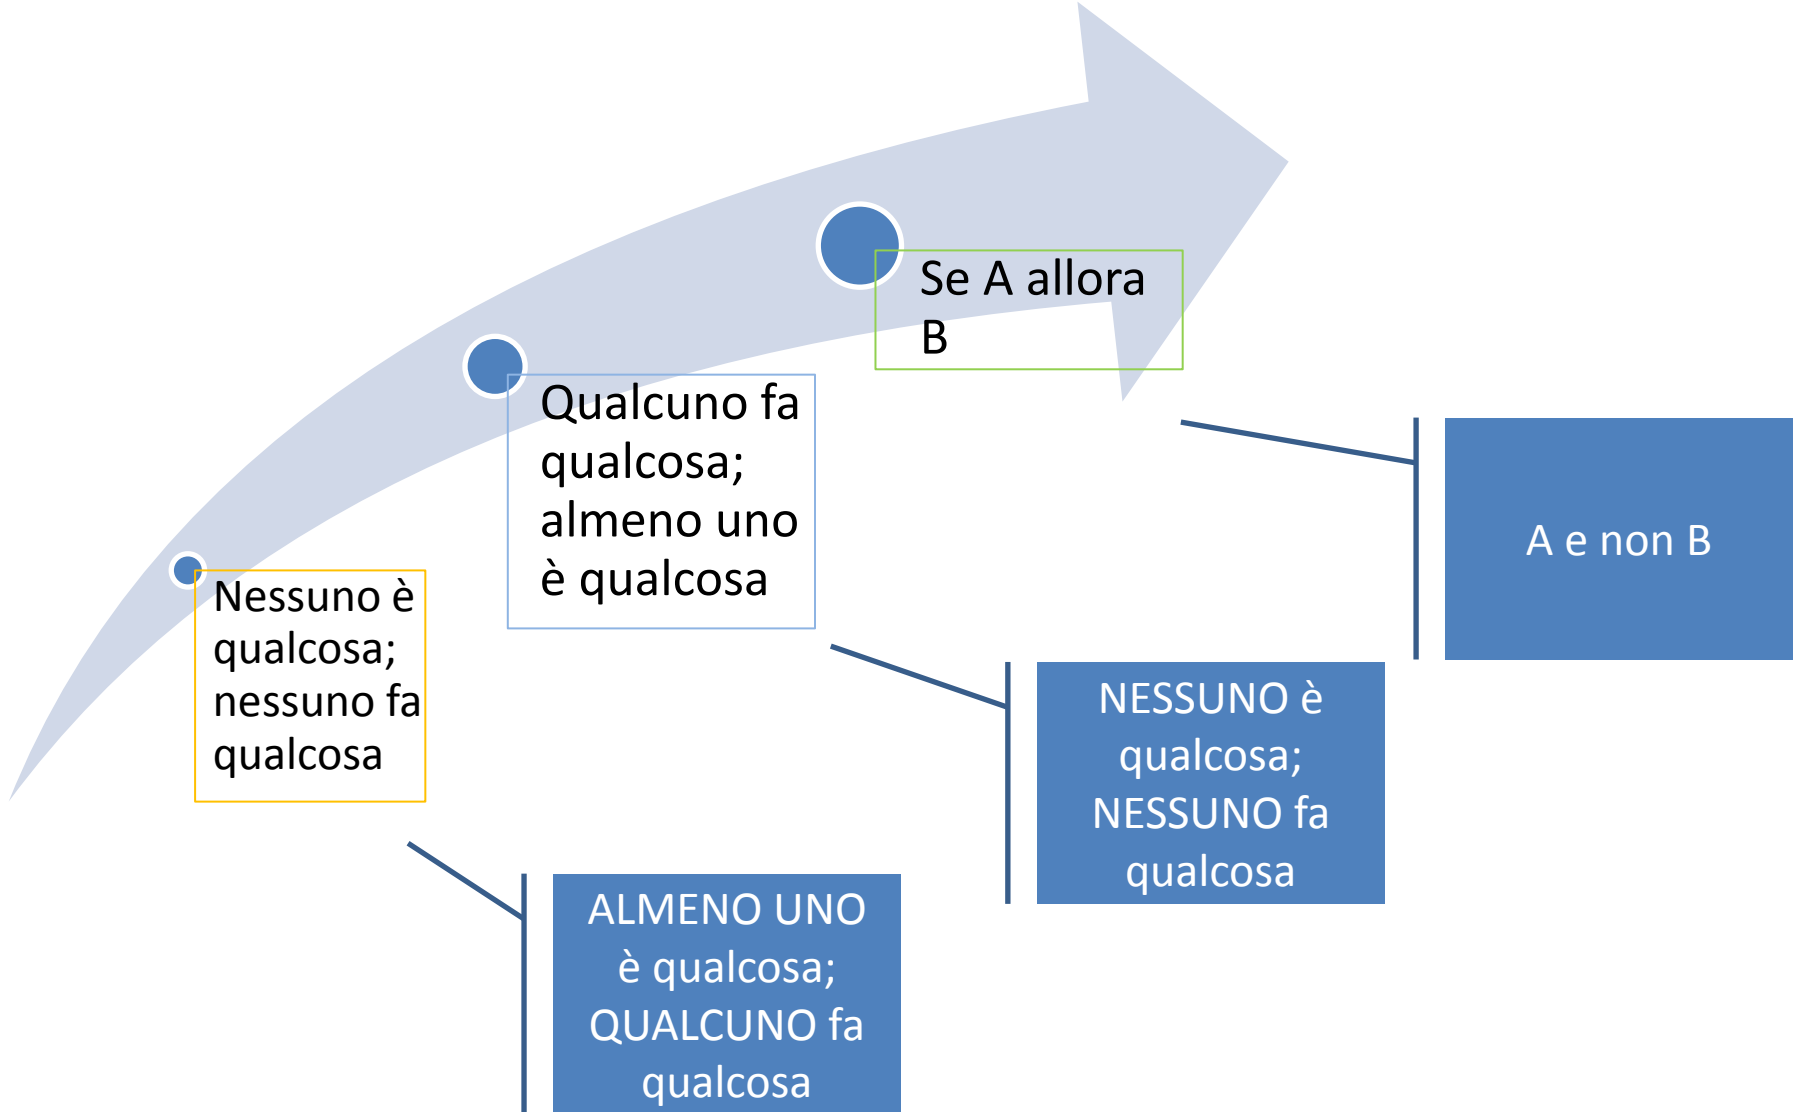 Se A allora
B
Qualcuno fa
qualcosa;
almeno uno
è qualcosa
A e non B
Nessuno è
qualcosa;
nessuno fa
qualcosa
NESSUNO è
qualcosa;
NESSUNO fa
qualcosa
ALMENO UNO
è qualcosa;
QUALCUNO fa
qualcosa